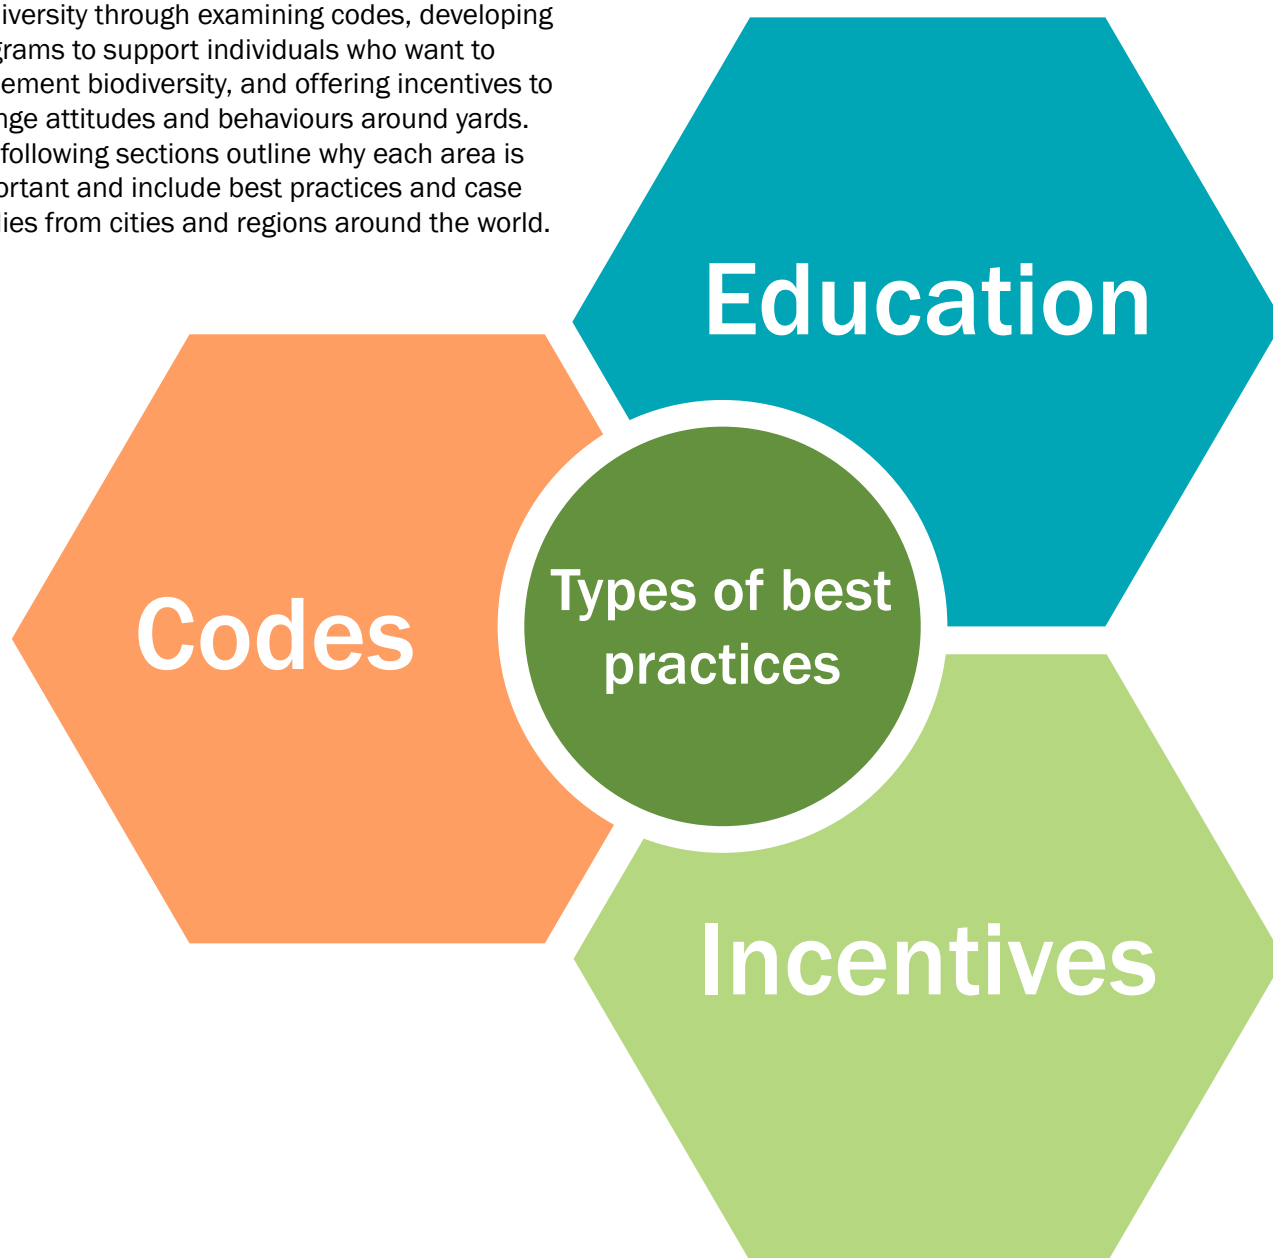 iversity through examining codes, developing
grams to support individuals who want to
ement biodiversity, and offering incentives to
nge attitudes and behaviours around yards.
following sections outline why each area is
ortant and include best practices and case
lies from cities and regions around the world.
Education
Codes
Types of best
practices
Incentives